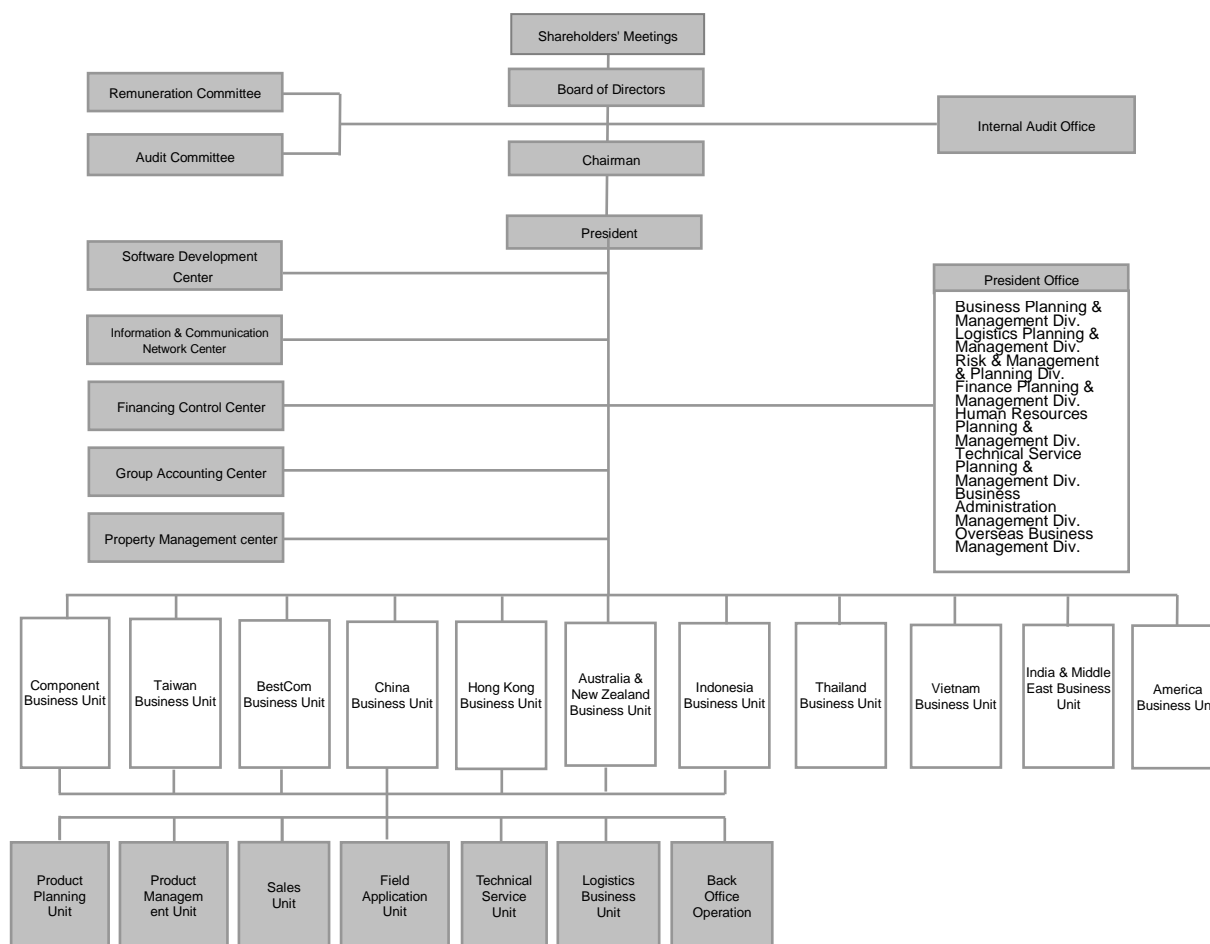 Shareholders' Meetings
Board of Directors
Remuneration Committee
Audit Committee
Internal Audit Office
Chairman
President
Software Development
Center
Information & Communication
Network Center
Financing Control Center
Group Accounting Center
Property Management center
President Office
Business Planning &
Management Div.
Logistics Planning &
Management Div.
Risk & Management
& Planning Div.
Finance Planning &
Management Div.
Human Resources
Planning &
Management Div.
Technical Service
Planning &
Management Div.
Business
Administration
Management Div.
Overseas Business
Management Div.
Component
Business Unit
Taiwan
Business Unit
BestCom
Business Unit
China
Business Unit
Hong Kong
Business Unit
Australia &
New Zealand
Business Unit
Indonesia
Business Unit
Thailand
Business Unit
Vietnam
Business Unit
India & Middle
East Business
Unit
America
Business Un
Product
Planning
Unit
Product
Managem
ent Unit
Sales
Unit
Field
Application
Unit
Technical
Service
Unit
Logistics
Business
Unit
Back
Office
Operation